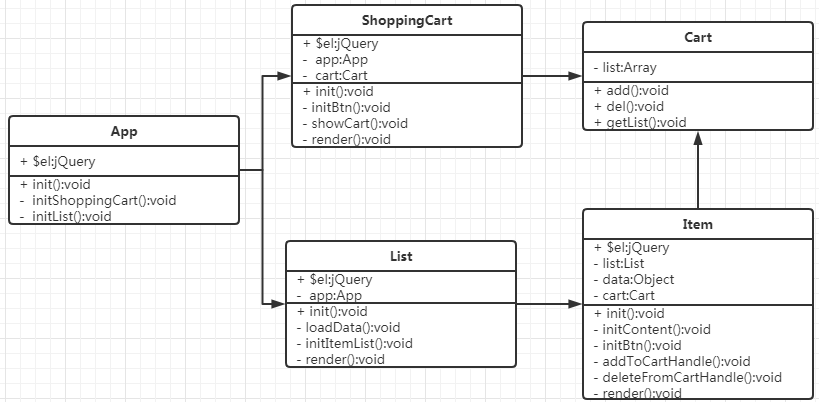 ShoppingCart
+ $el:jQuery
- app:App
- cart:Cart
+ init():void
- initBtn():void
- showCart():void
- render():void
Cart
- list:Array
+ add():void
+ del():void
+ getList():void
App
+ $el:jQuery
+ init():void
- initShoppingCart():void
- initList():void
List
+ $el:jQuery
- app:App
+ init():void
- loadData():void
- initItemList():void
- render():void
Item
+ $el:jQuery
- list:List
- data:Object
- cart:Cart
+ init():void
- initContent():void
- initBtn():void
- addToCartHandle():void
- deleteFromCartHandle():void
- render():void